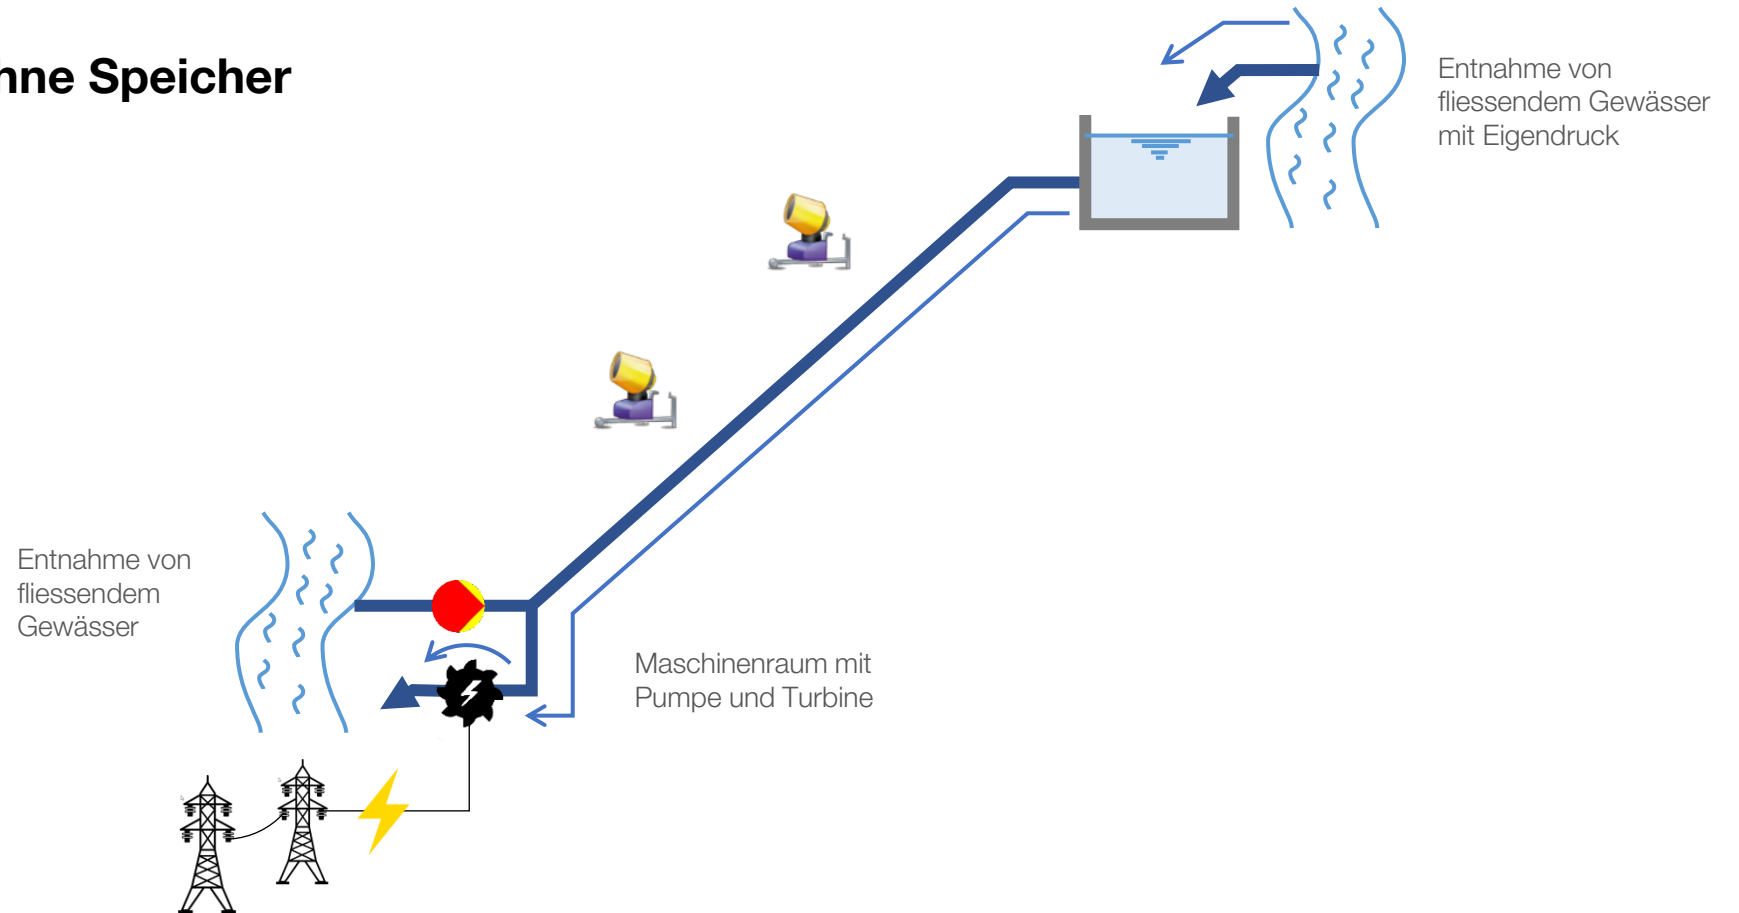 hne Speicher
Entnahme von
fliessendem Gewässer
mit Eigendruck
Entnahme von
fliessendem
Gewässer
Maschinenraum mit
Pumpe und Turbine